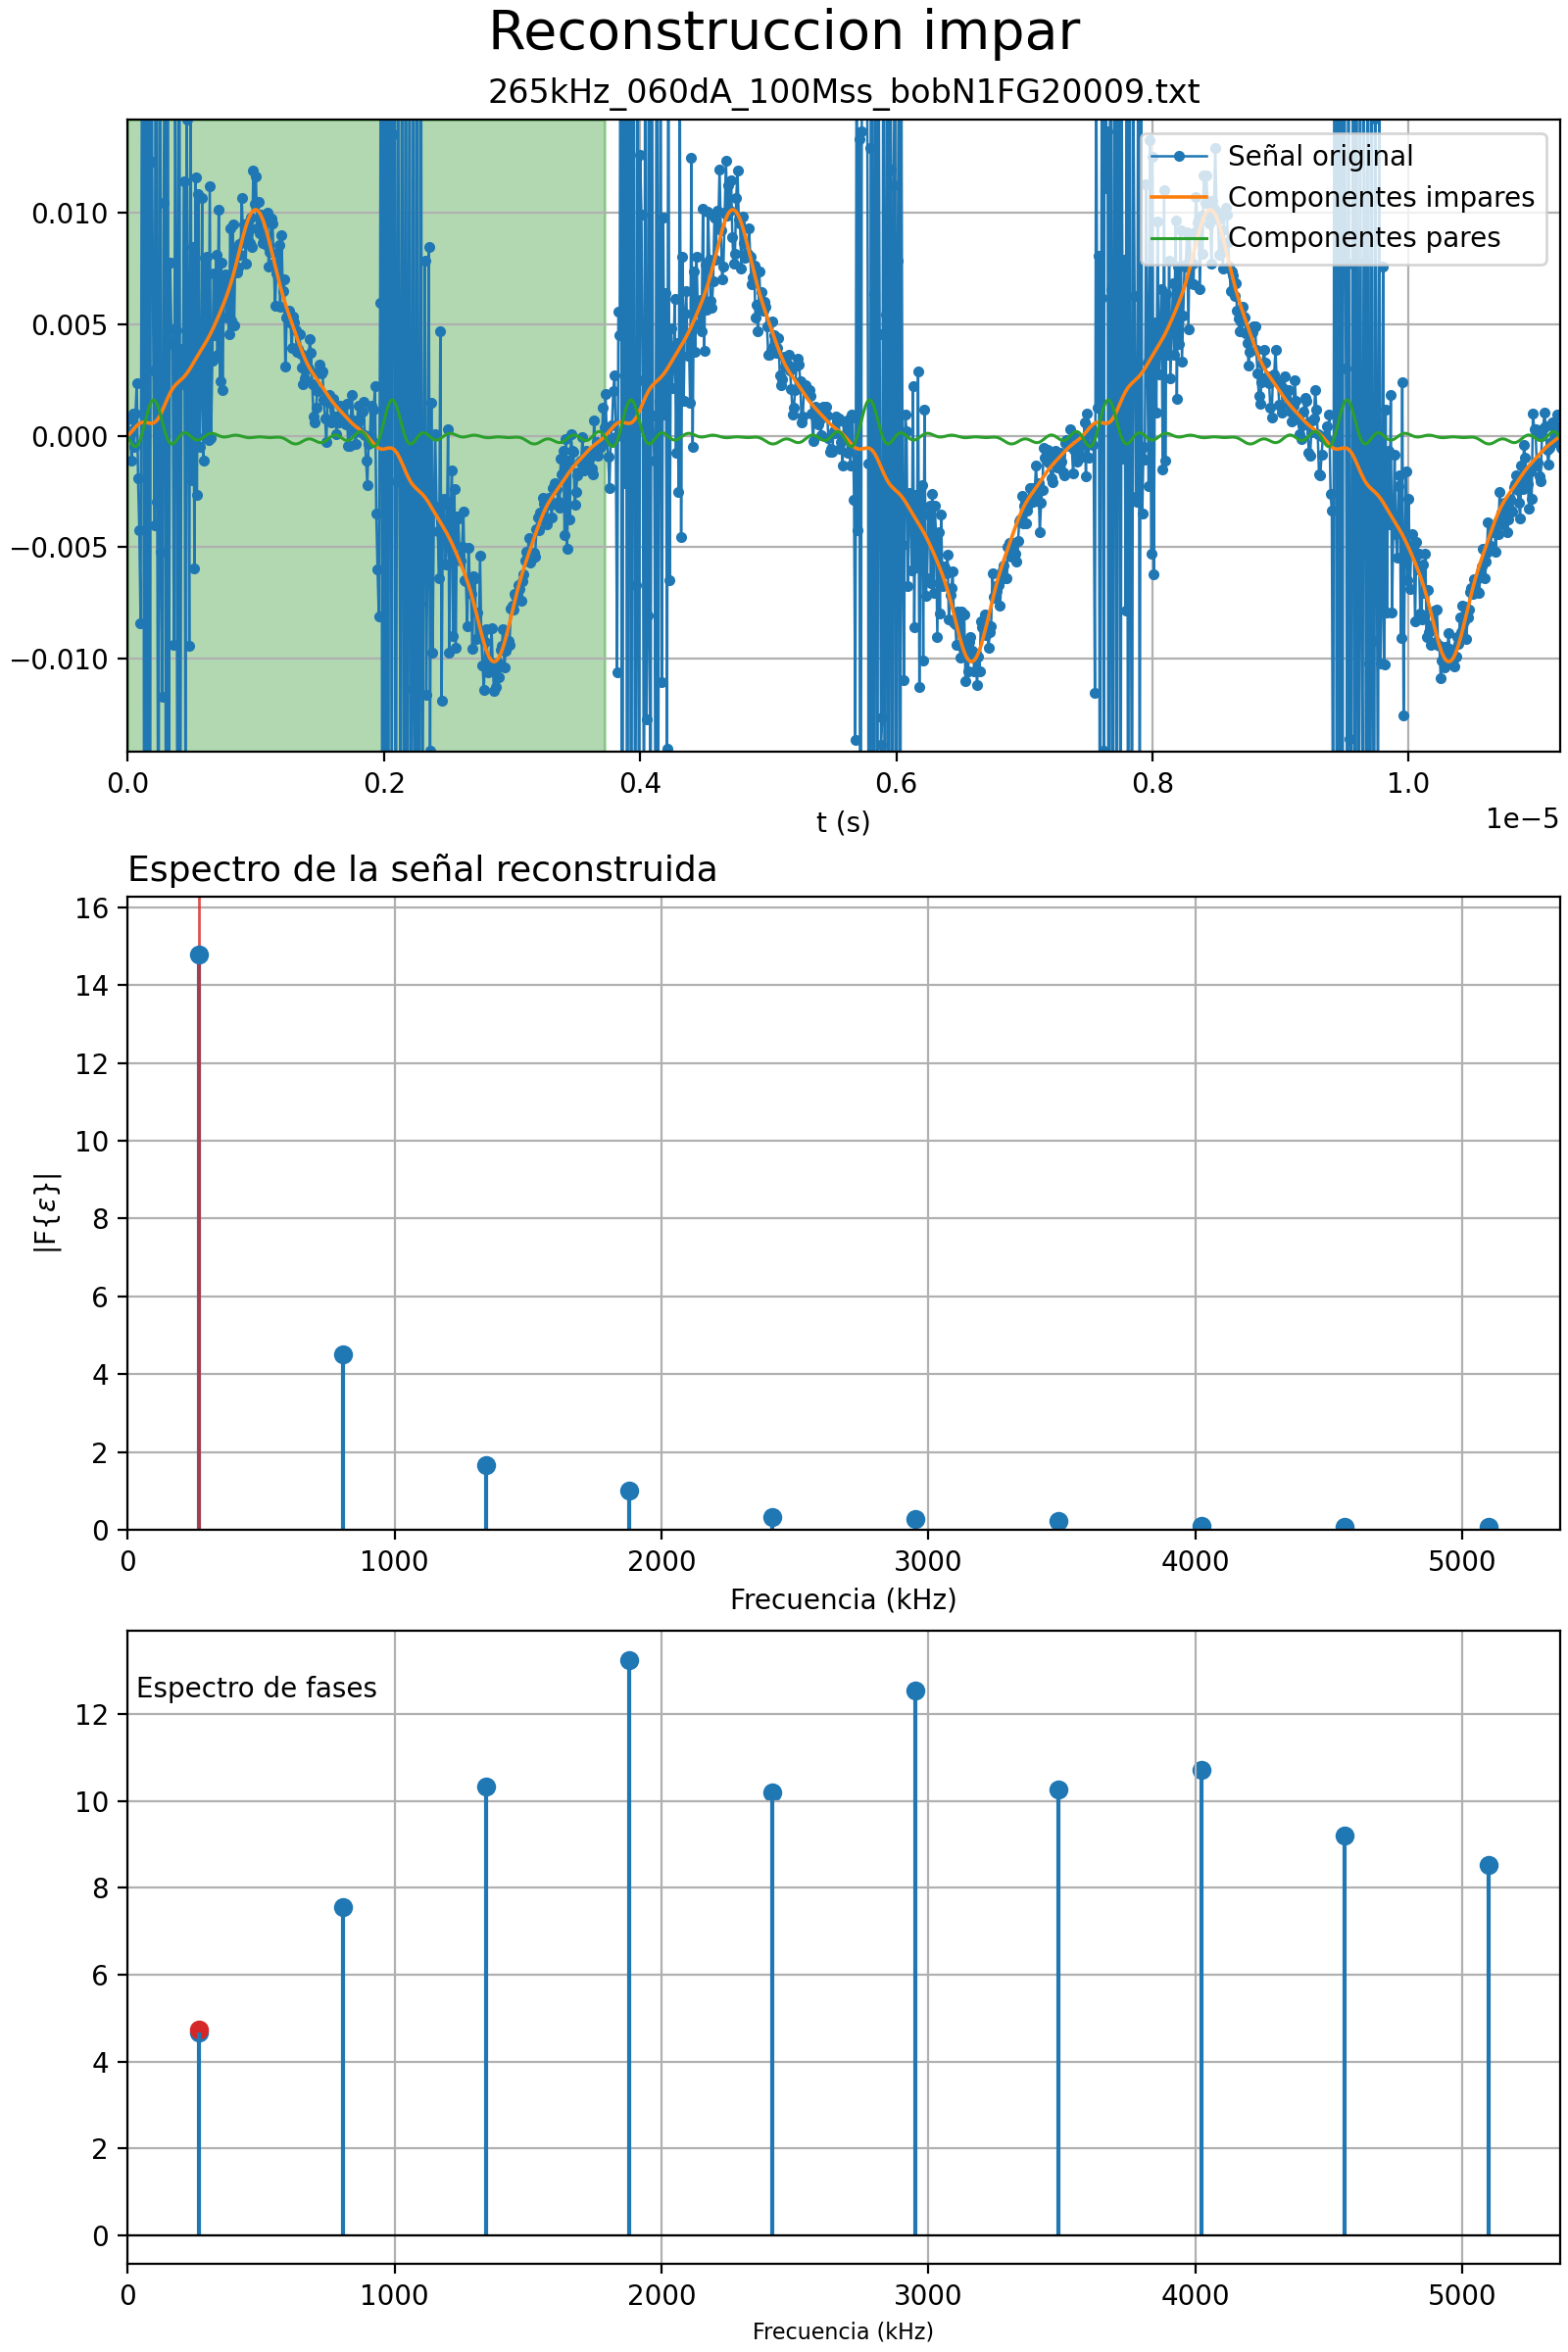 Reconstruccion impar
265kHz_060dA_100Mss_bobN1FG20009.txt
Señal original
Componentes impares
Componentes pares
0.010
0.005
0.000
−0.005
−0.010
0.0 0.2 0.4 0.6 0.8 1.0
1e−5
t (s)
Espectro de la señal reconstruida
16
14
12
10
8
6
4
2
0
|F{ε}|
0 1000 2000 3000 4000 5000
Frecuencia (kHz)
Espectro de fases
12
10
8
6
4
2
0
0 1000 2000 3000 4000 5000
Frecuencia (kHz)